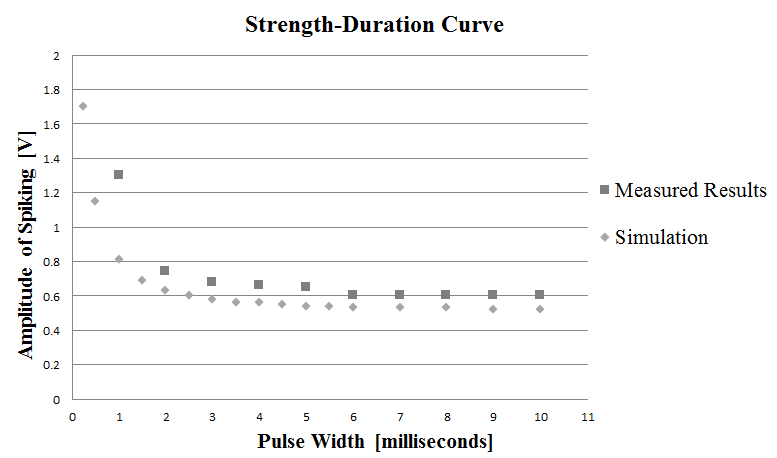 Strength-Duration Curve
2
1.8
1.6
1.4
1.2
1
0.8
0.6
0.4
0.2
0
Amplitude of Spiking [V]
0 1 2 3 4 5 6 7 8 9 10 11
Pulse Width [milliseconds]
Measured Results
Simulation